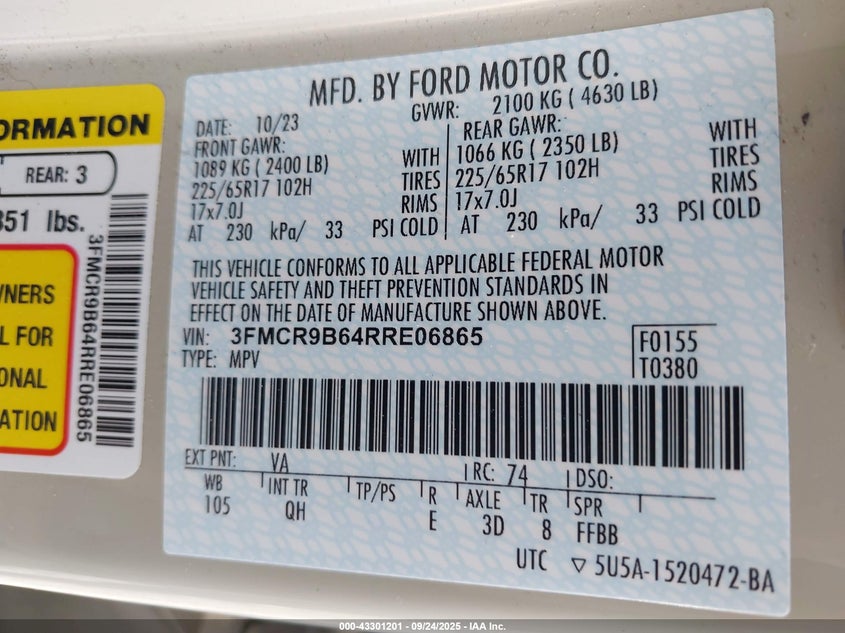 ORMATION
REAR: 3
351 lbs.
3FMCR9B64RRE06865
WNERS
L FOR
ONAL
ATION
MFD. BY FORD MOTOR CO.
DATE: 10/23
GVWR: 2100 KG ( 4630 LB)
FRONT GAWR:
1089 KG ( 2400 LB) WITH
225/65R17 102H TIRES
17x7.0J RIMS
AT 230 kPa/ 33 PSI COLD
REAR GAWR:
1066 KG ( 2350 LB) WITH
225/65R17 102H TIRES
17x7.0J RIMS
AT 230 kPa/ 33 PSI COLD
THIS VEHICLE CONFORMS TO ALL APPLICABLE FEDERAL MOTOR
VEHICLE SAFETY AND THEFT PREVENTION STANDARDS IN
EFFECT ON THE DATE OF MANUFACTURE SHOWN ABOVE.
VIN: 3FMCR9B64RRE06865
TYPE: MPV
F0155
T0380
EXT PNT: VA RC: 74 DSO:
WB INT TR TP/PS R AXLE TR SPR
105 QH E 3D 8 FFBB
UTC ▽ 5U5A-1520472-BA
000-43301201 - 09/24/2025 - IAA Inc.